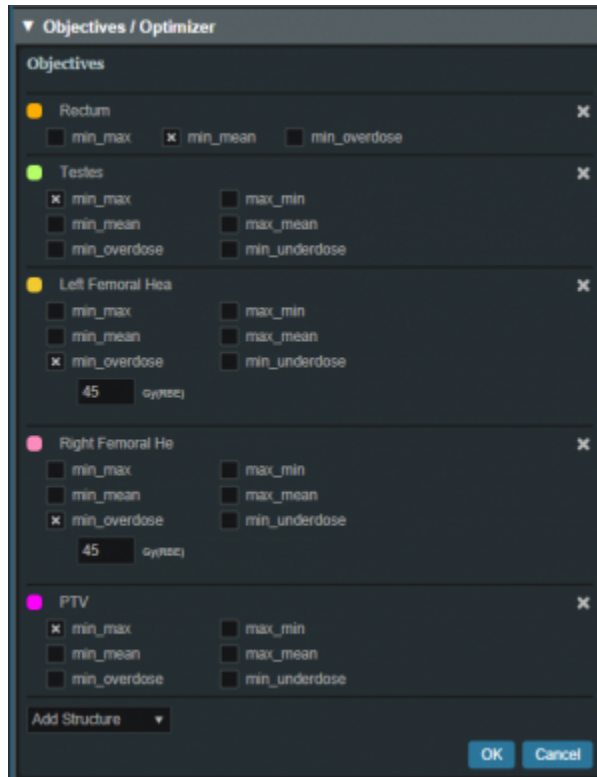 ▼ Objectives / Optimizer
Objectives
Rectum
min_max min_mean min_overdose
Testes
min_max max_min
min_mean max_mean
min_overdose min_underdose
Left Femoral Hea
min_max max_min
min_mean max_mean
min_overdose min_underdose
45 Gy(RBE)
Right Femoral He
min_max max_min
min_mean max_mean
min_overdose min_underdose
45 Gy(RBE)
PTV
min_max max_min
min_mean max_mean
min_overdose min_underdose
Add Structure
OK Cancel